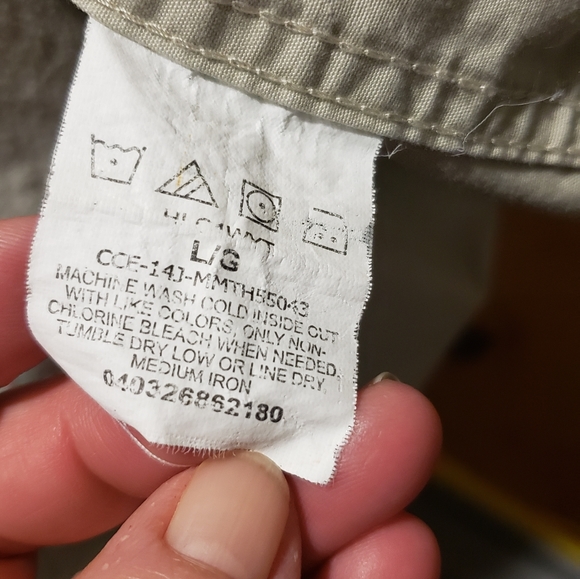 L/G
CCE-14J-MMTH55043
MACHINE WASH COLD INSIDE OUT
WITH LIKE COLORS, ONLY NON-
CHLORINE BLEACH WHEN NEEDED,
TUMBLE DRY LOW OR LINE DRY,
MEDIUM IRON
040326862180